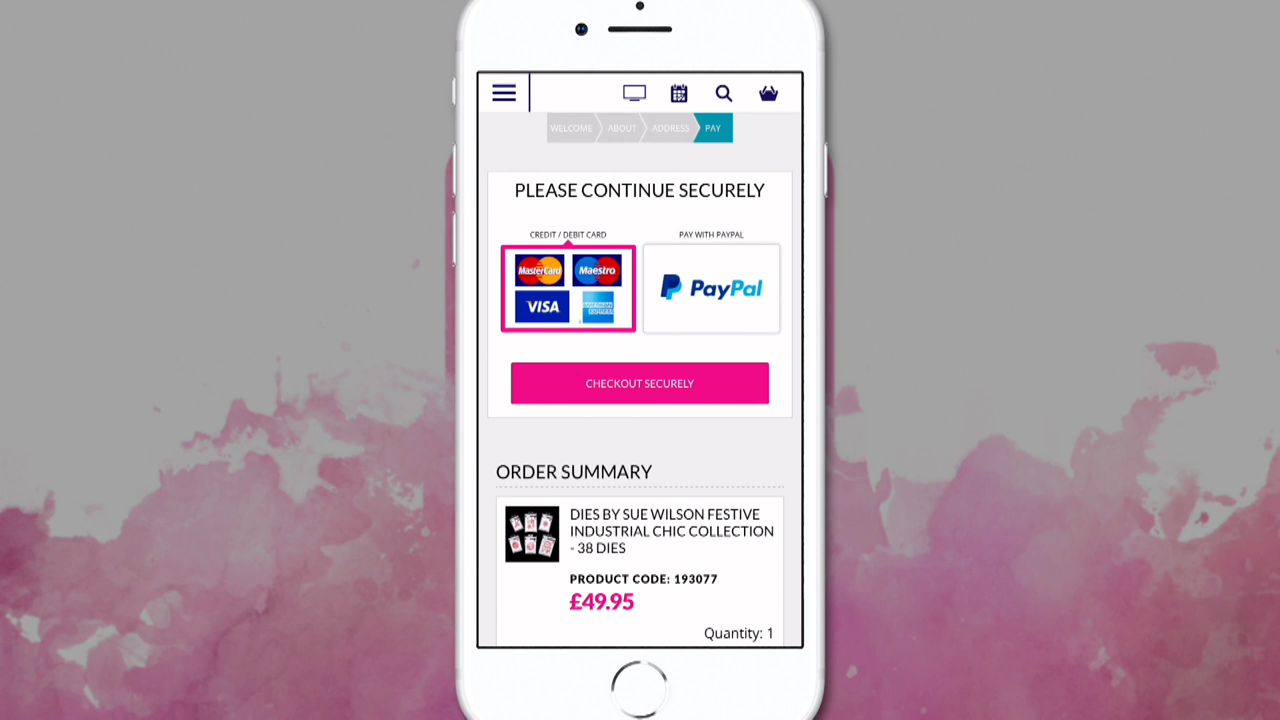 WELCOME
ABOUT
ADDRESS
PAY
PLEASE CONTINUE SECURELY
CREDIT / DEBIT CARD
PAY WITH PAYPAL
MasterCard
Maestro
VISA
AMERICAN EXPRESS
PayPal
CHECKOUT SECURELY
ORDER SUMMARY
DIES BY SUE WILSON FESTIVE
INDUSTRIAL CHIC COLLECTION
- 38 DIES
PRODUCT CODE: 193077
£49.95
Quantity: 1